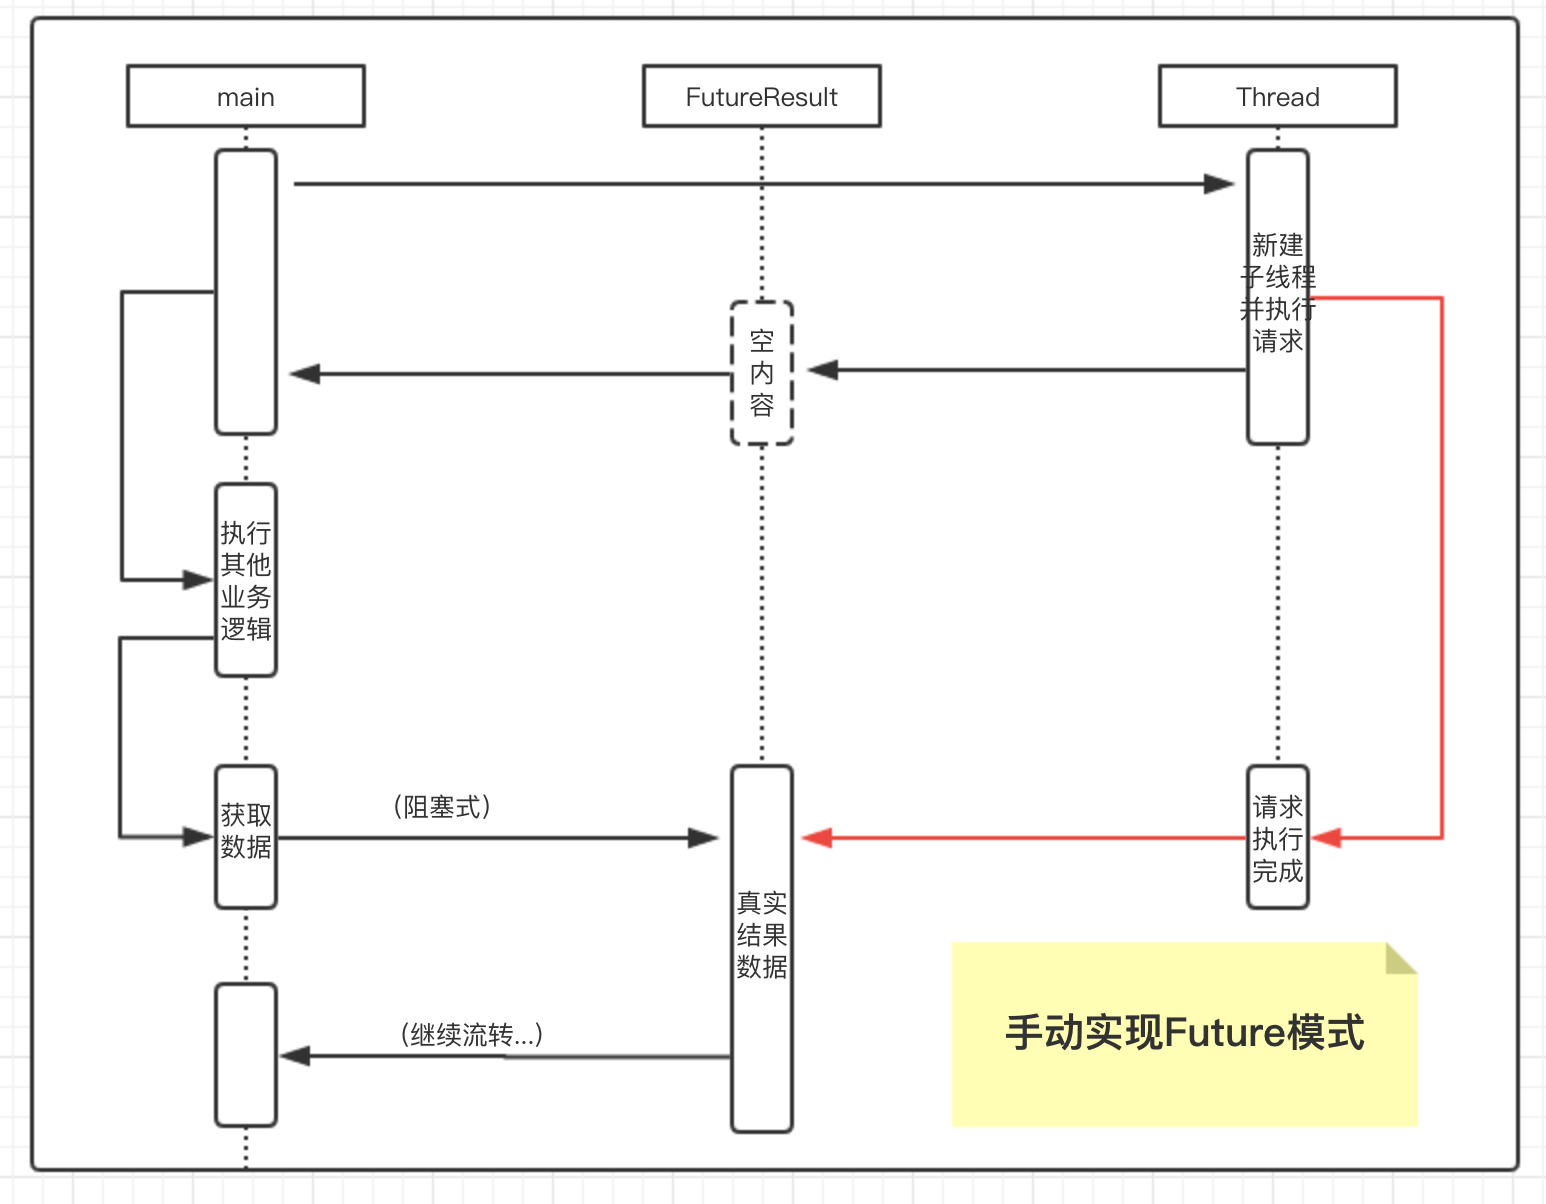 main
FutureResult
Thread
新建
子线程
并执行
请求
空
内
容
执行
其他
业务
逻辑
获取
数据
（阻塞式）
请求
执行
完成
真实
结果
数据
（继续流转...）
手动实现Future模式